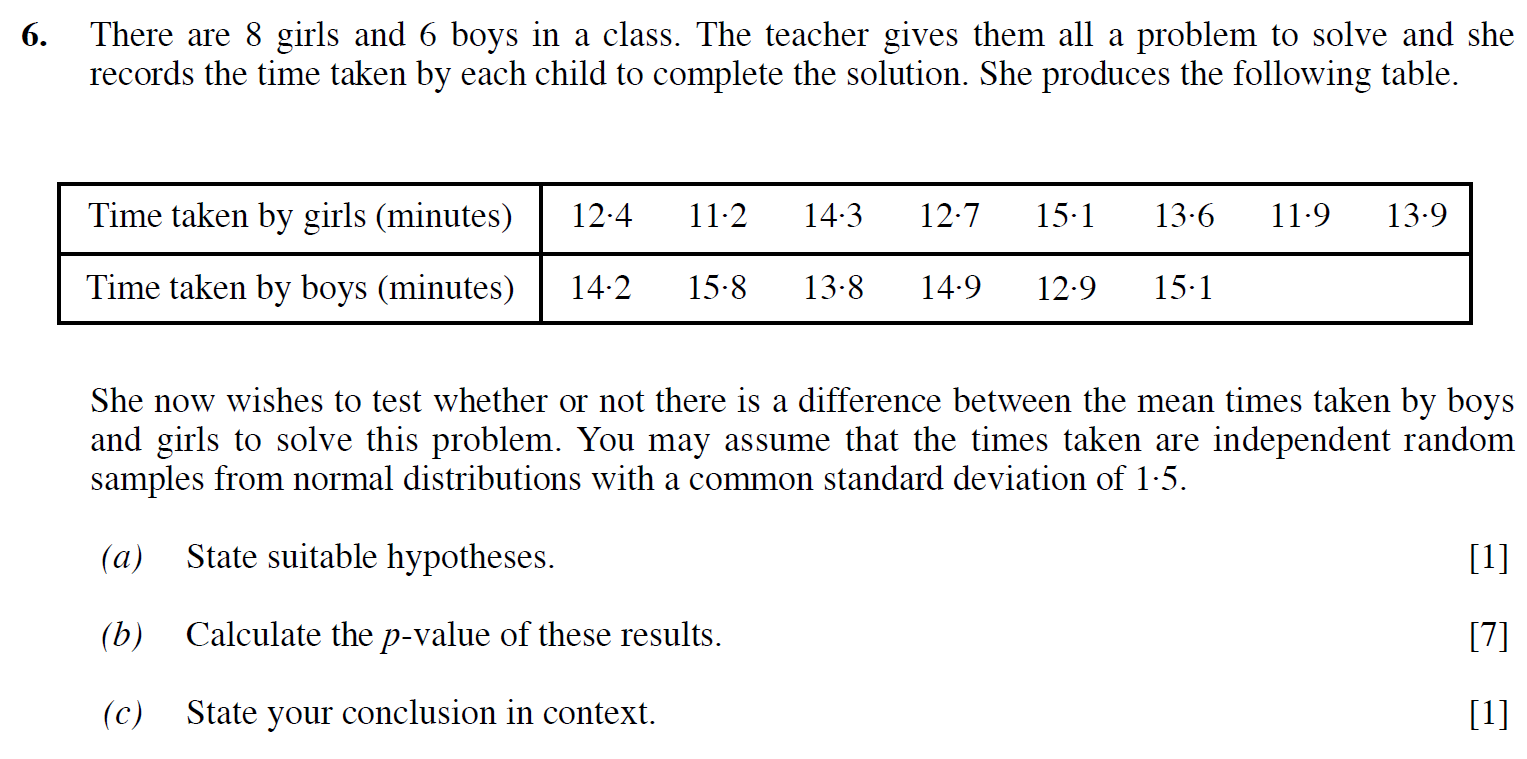 6. There are 8 girls and 6 boys in a class. The teacher gives them all a problem to solve and she
records the time taken by each child to complete the solution. She produces the following table.
Time taken by girls (minutes) 12·4 11·2 14·3 12·7 15·1 13·6 11·9 13·9
Time taken by boys (minutes) 14·2 15·8 13·8 14·9 12·9 15·1
She now wishes to test whether or not there is a difference between the mean times taken by boys
and girls to solve this problem. You may assume that the times taken are independent random
samples from normal distributions with a common standard deviation of 1·5.
(a) State suitable hypotheses. [1]
(b) Calculate the p-value of these results. [7]
(c) State your conclusion in context. [1]